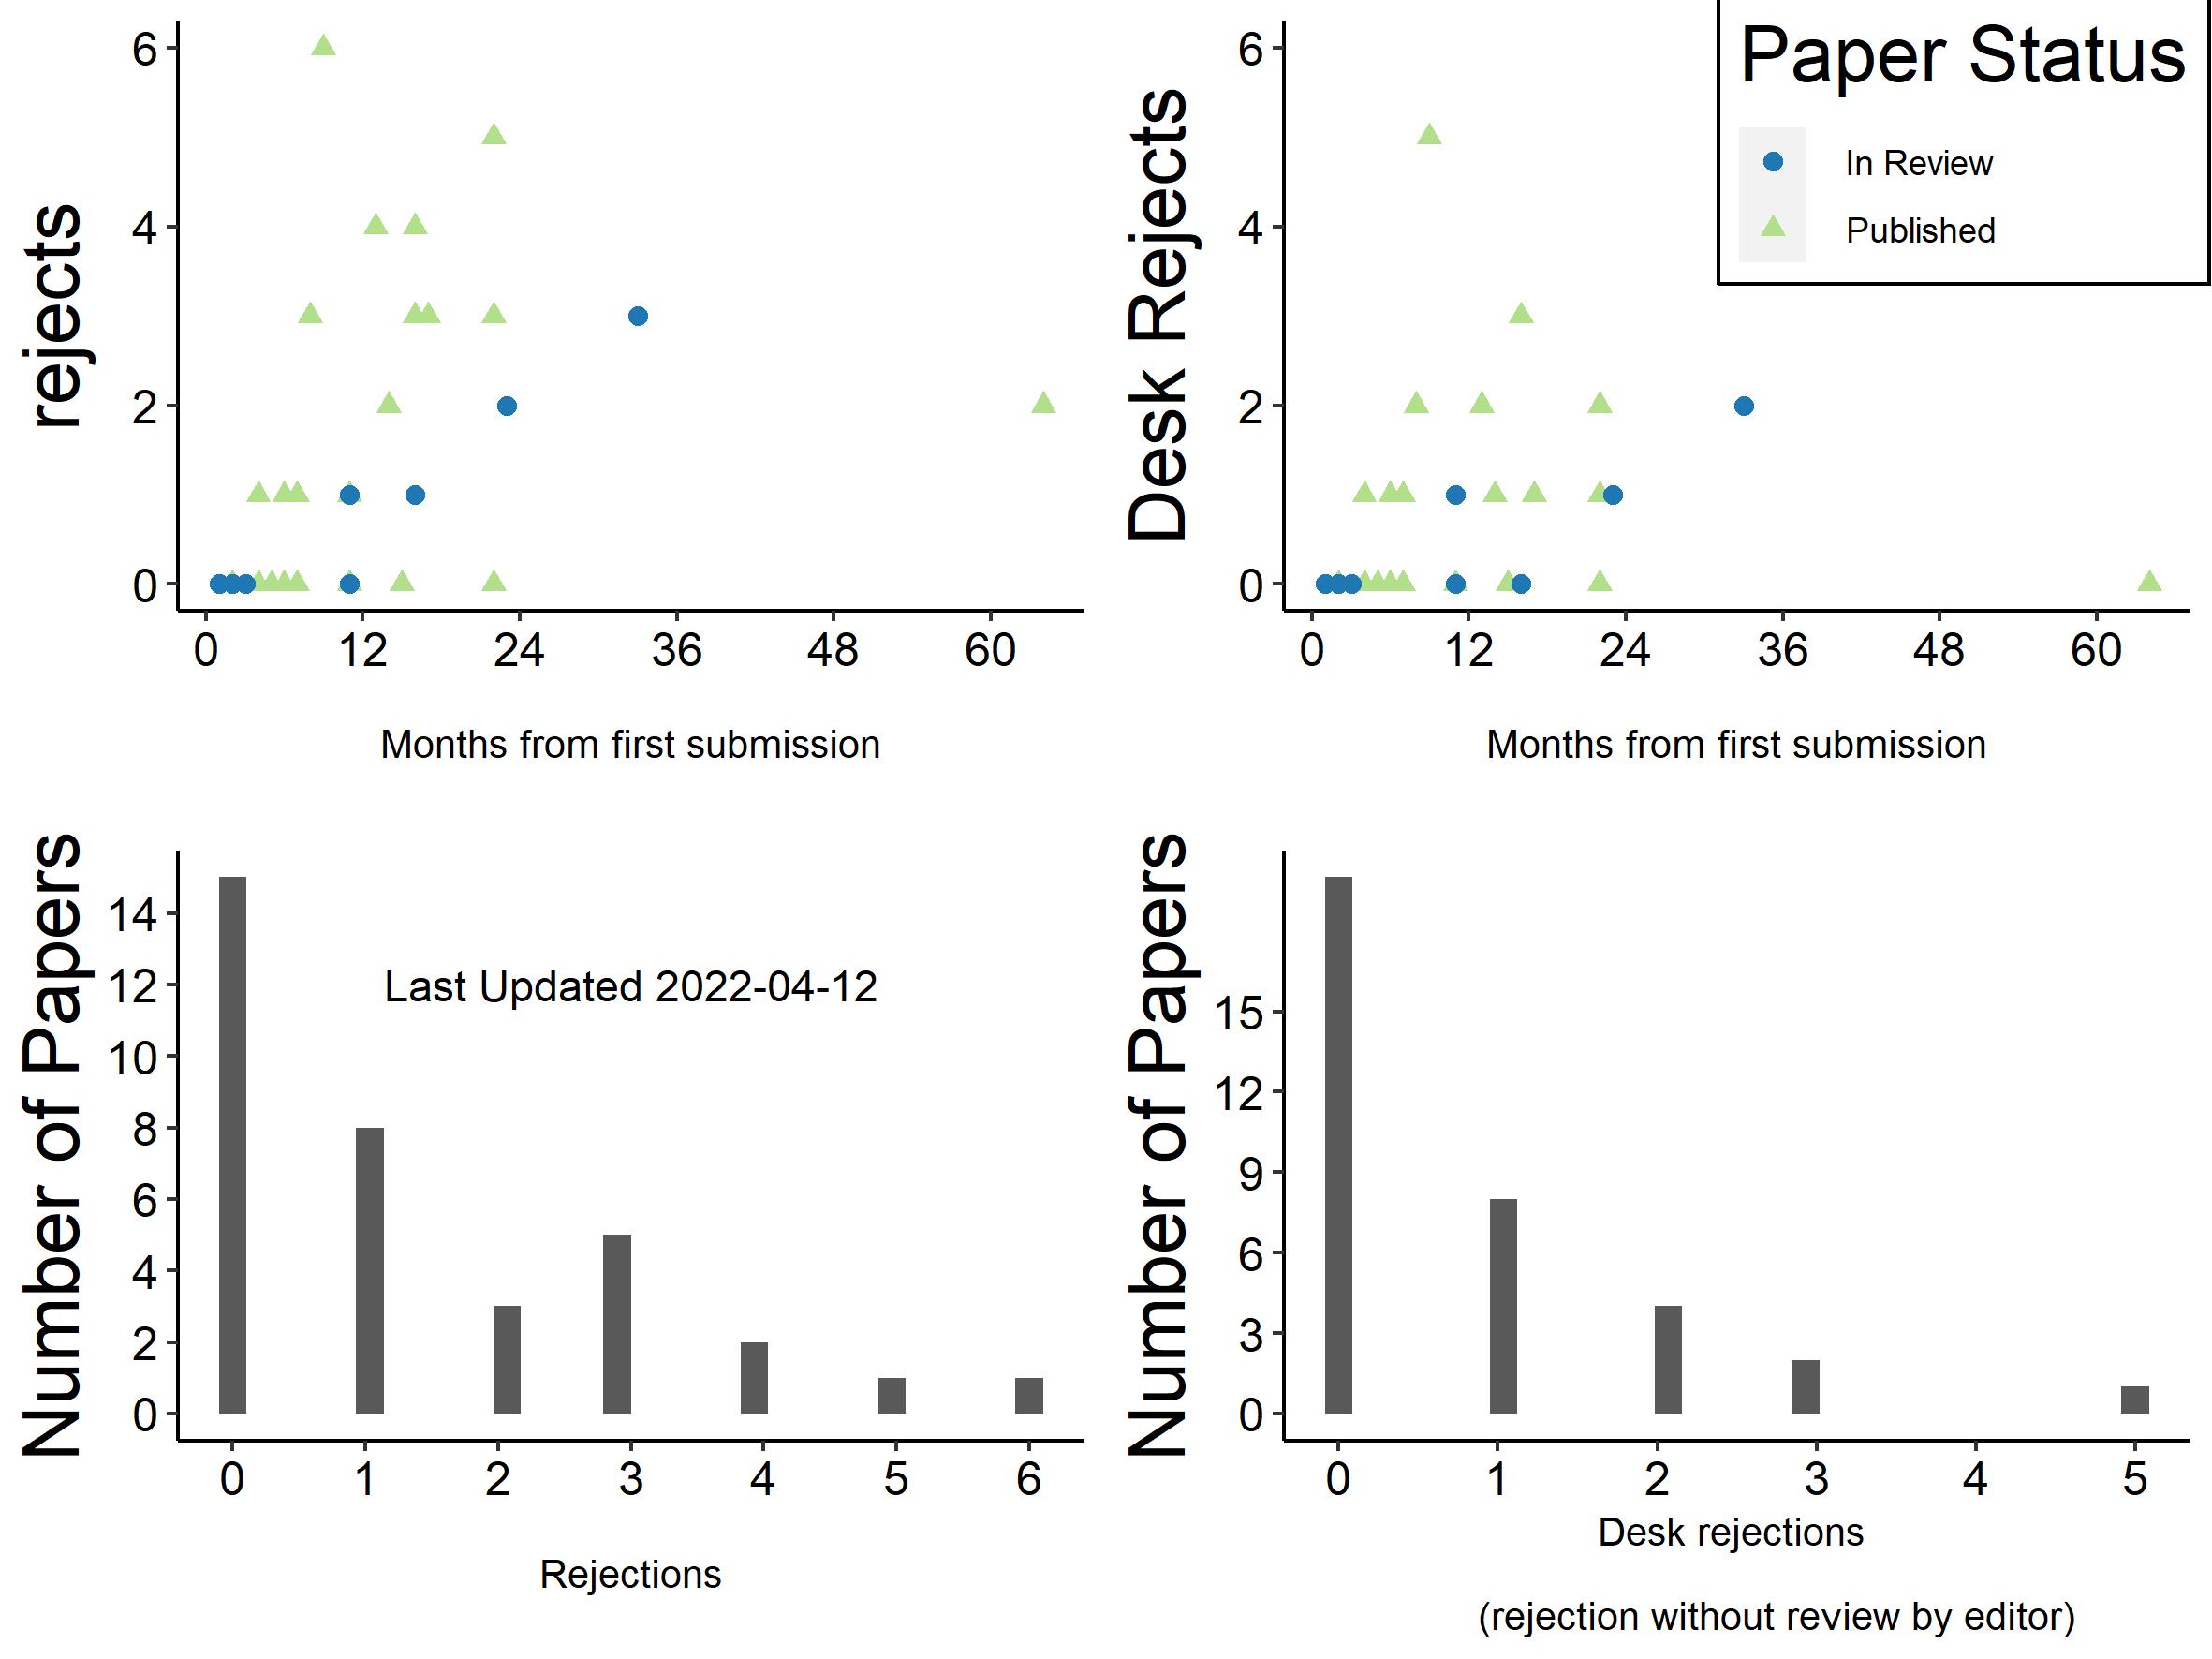 rejects
6
4
2
0
0 12 24 36 48 60
Months from first submission
Desk Rejects
6
4
2
0
0 12 24 36 48 60
Months from first submission
Paper Status
In Review
Published
Number of Papers
14
12
10
8
6
4
2
0
Last Updated 2022-04-12
0 1 2 3 4 5 6
Rejections
Number of Papers
15
12
9
6
3
0
0 1 2 3 4 5
Desk rejections
(rejection without review by editor)